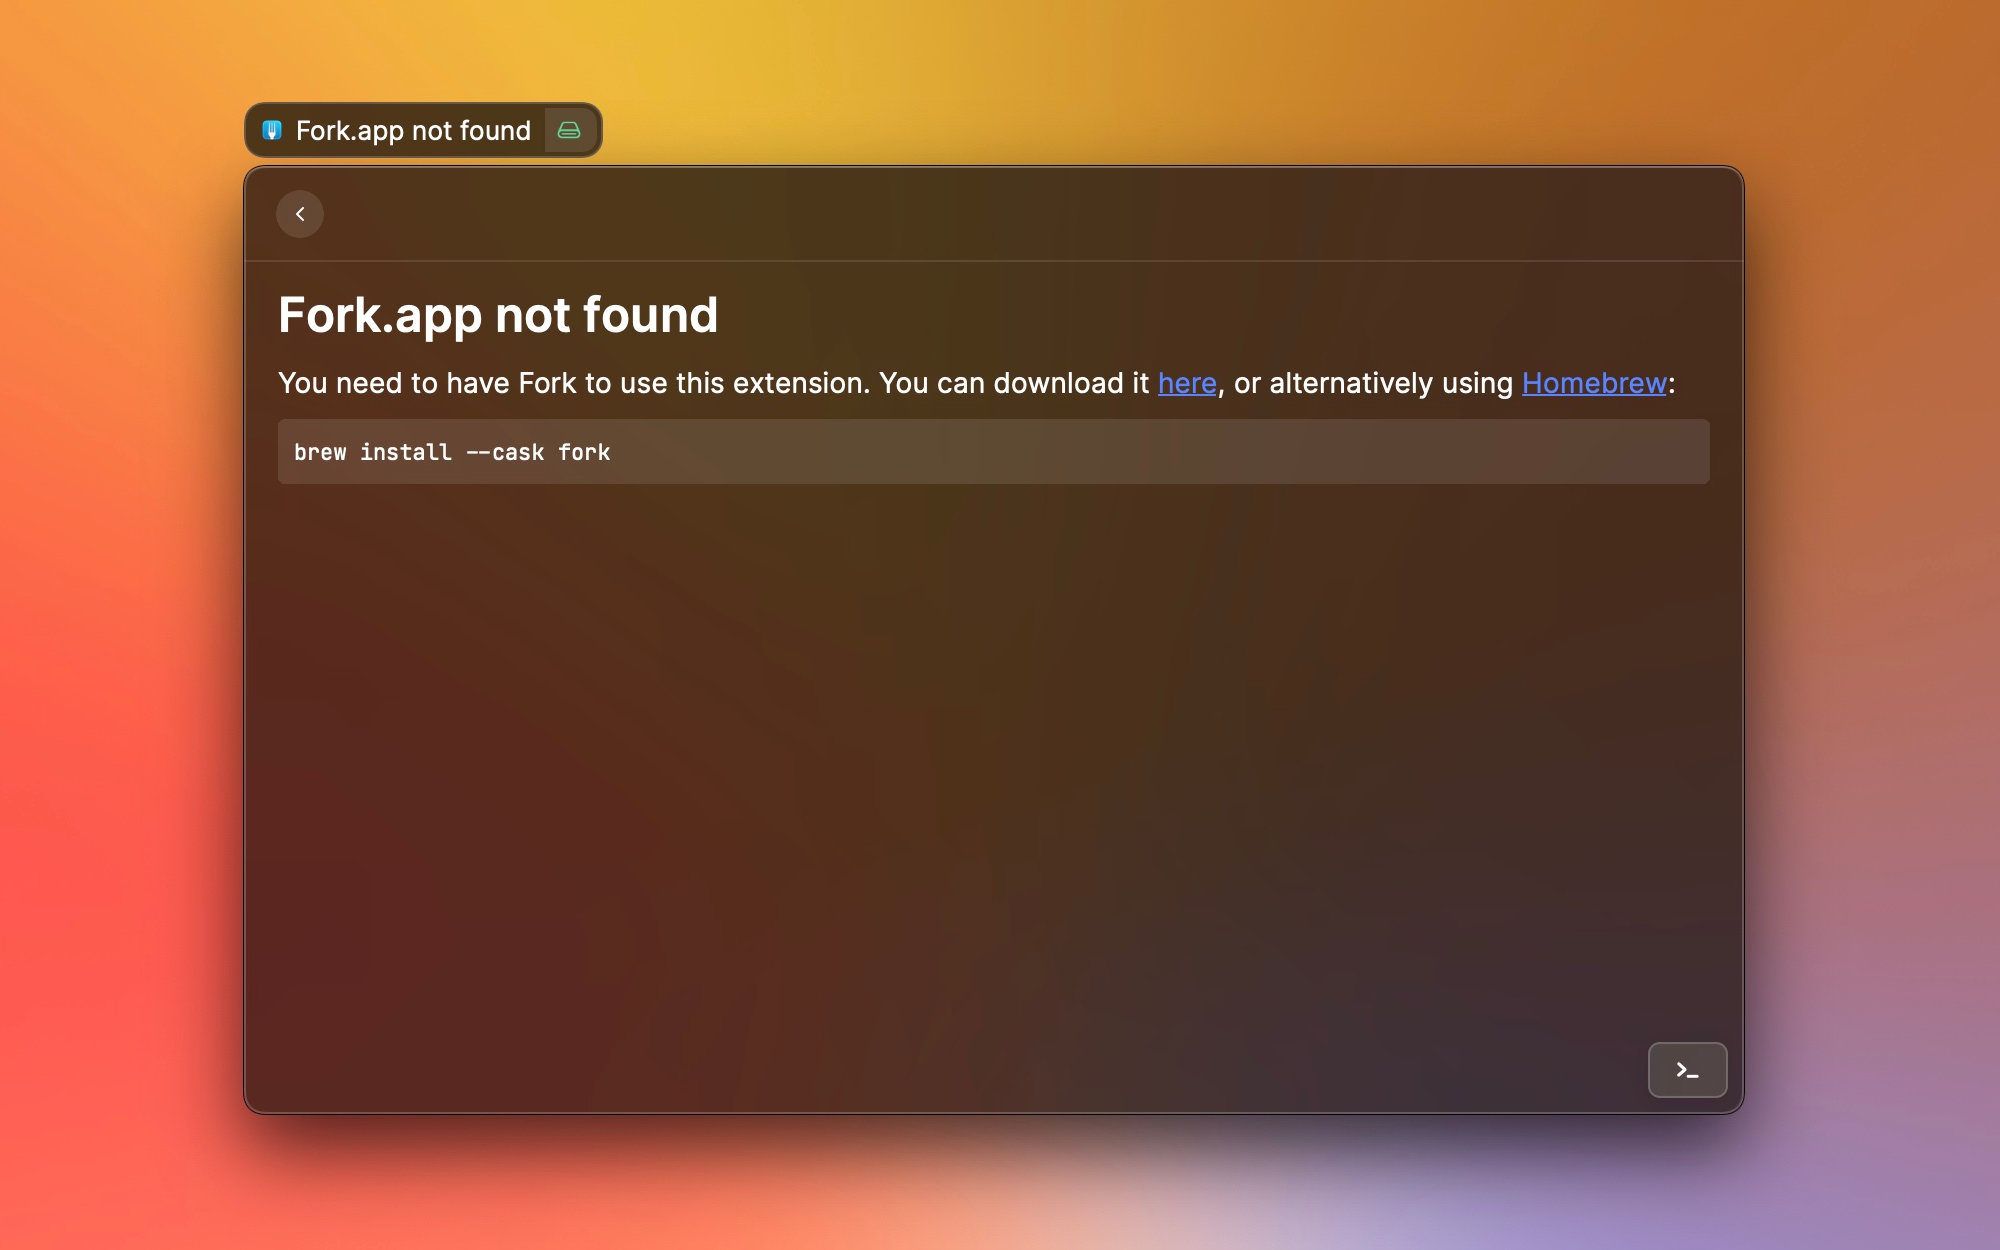 Fork.app not found
Fork.app not found
You need to have Fork to use this extension. You can download it here, or alternatively using Homebrew:
brew install --cask fork